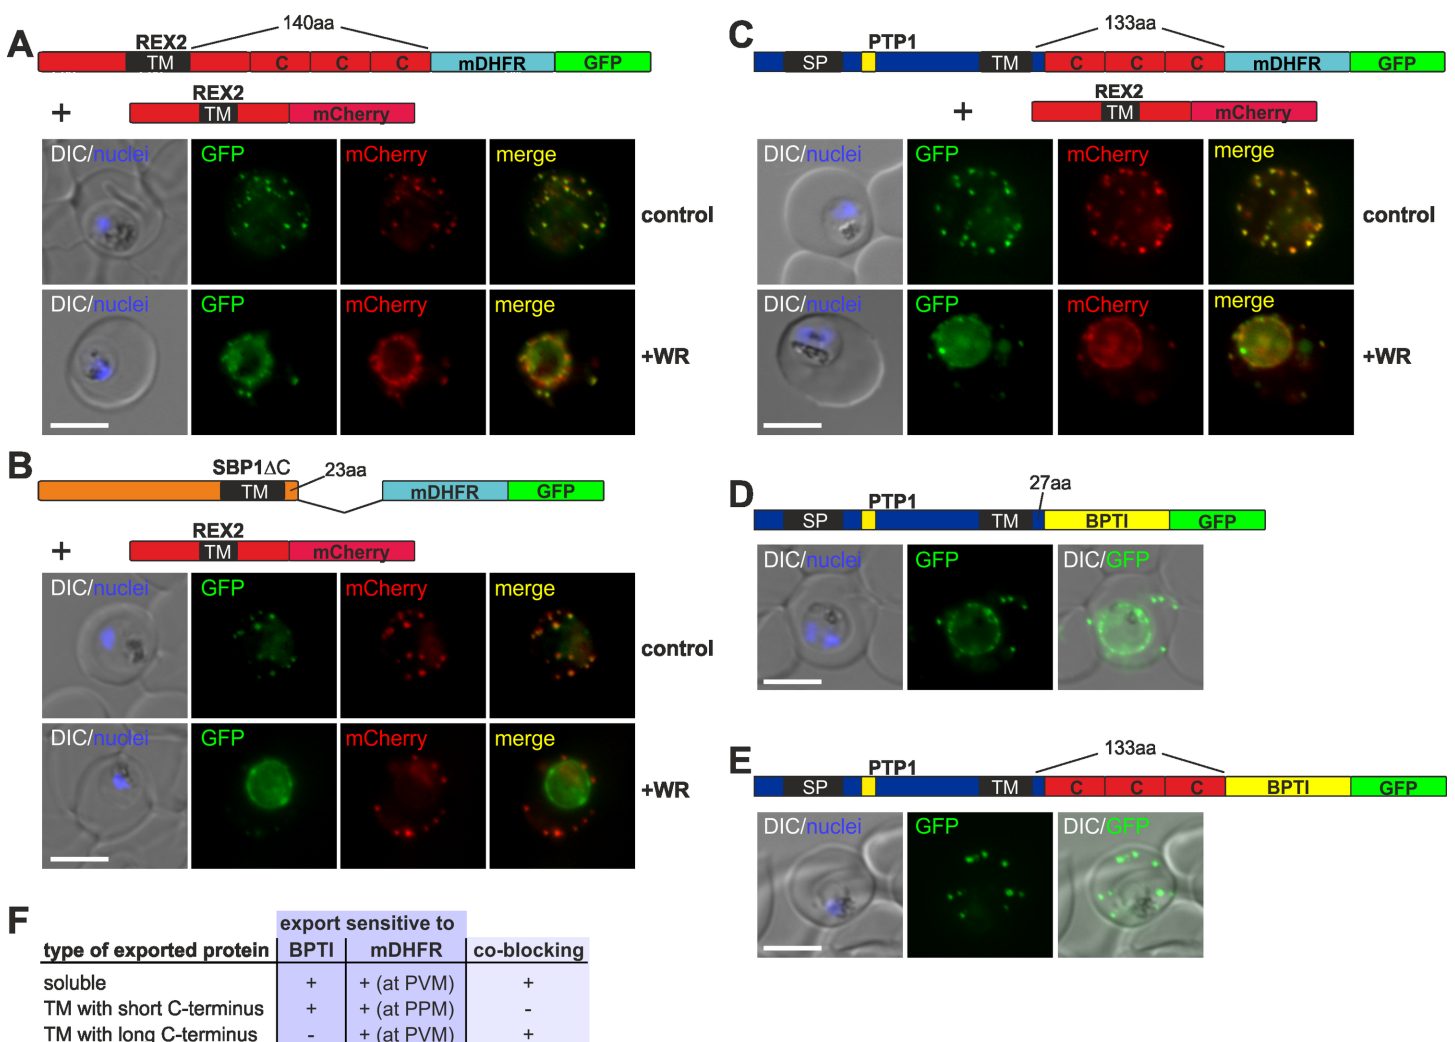 A
140aa
REX2
TM C C C mDHFR GFP
+
REX2
TM mCherry
DIC/nuclei GFP mCherry merge
control
DIC/nuclei GFP mCherry merge
+WR
B
SBP1ΔC
23aa
TM mDHFR GFP
+
REX2
TM mCherry
DIC/nuclei GFP mCherry merge
control
DIC/nuclei GFP mCherry merge
+WR
C
133aa
PTP1
SP TM C C C mDHFR GFP
+
REX2
TM mCherry
DIC/nuclei GFP mCherry merge
control
DIC/nuclei GFP mCherry merge
+WR
D
27aa
PTP1
SP TM BPTI GFP
DIC/nuclei GFP DIC/GFP
E
133aa
PTP1
SP TM C C C BPTI GFP
DIC/nuclei GFP DIC/GFP
F
export sensitive to
type of exported protein BPTI mDHFR co-blocking
soluble + + (at PVM) +
TM with short C-terminus + + (at PPM) -
TM with long C-terminus - + (at PVM) +